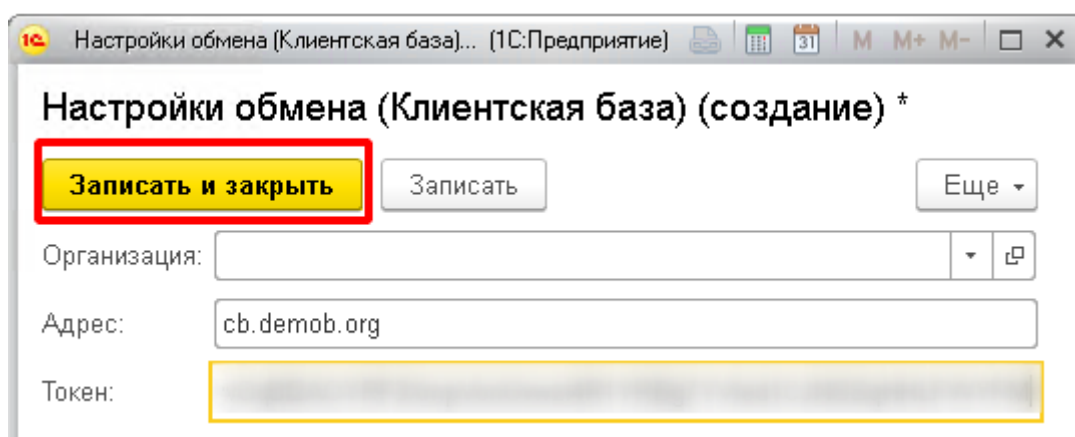 1С Настройки обмена (Клиентская база)... (1С:Предприятие) 31 M M+ M-
Настройки обмена (Клиентская база) (создание) *
Записать и закрыть Записать Еще
Организация:
Адрес: cb.demob.org
Токен: